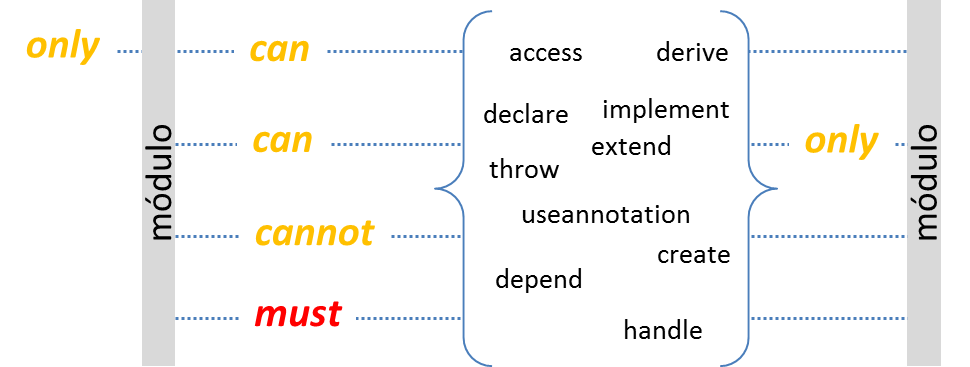 only can access derive
declare implement
can extend only
throw
módulo módulo
useannotation
cannot
create
depend
must
handle